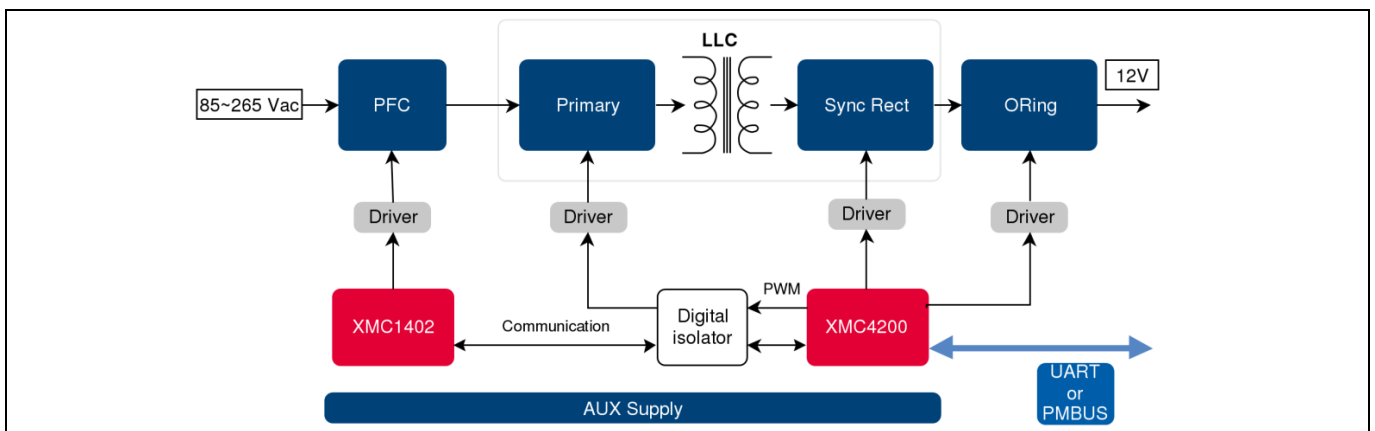 LLC
12V
85~265 Vac
PFC
Primary
Sync Rect
ORing
Driver
Driver
Driver
Driver
PWM
XMC1402
Communication
Digital
isolator
XMC4200
UART
or
PMBUS
AUX Supply